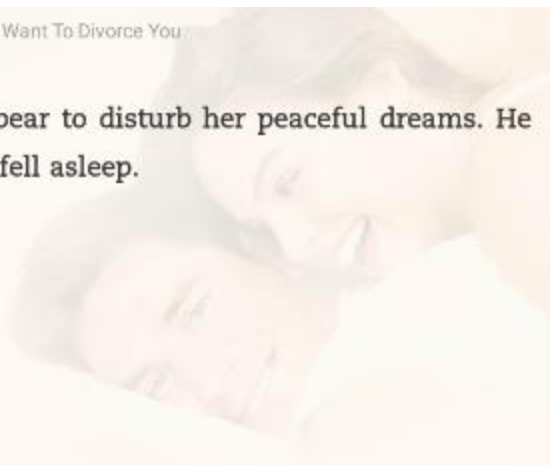 Want To Divorce You
bear to disturb her peaceful dreams. He
fell asleep.